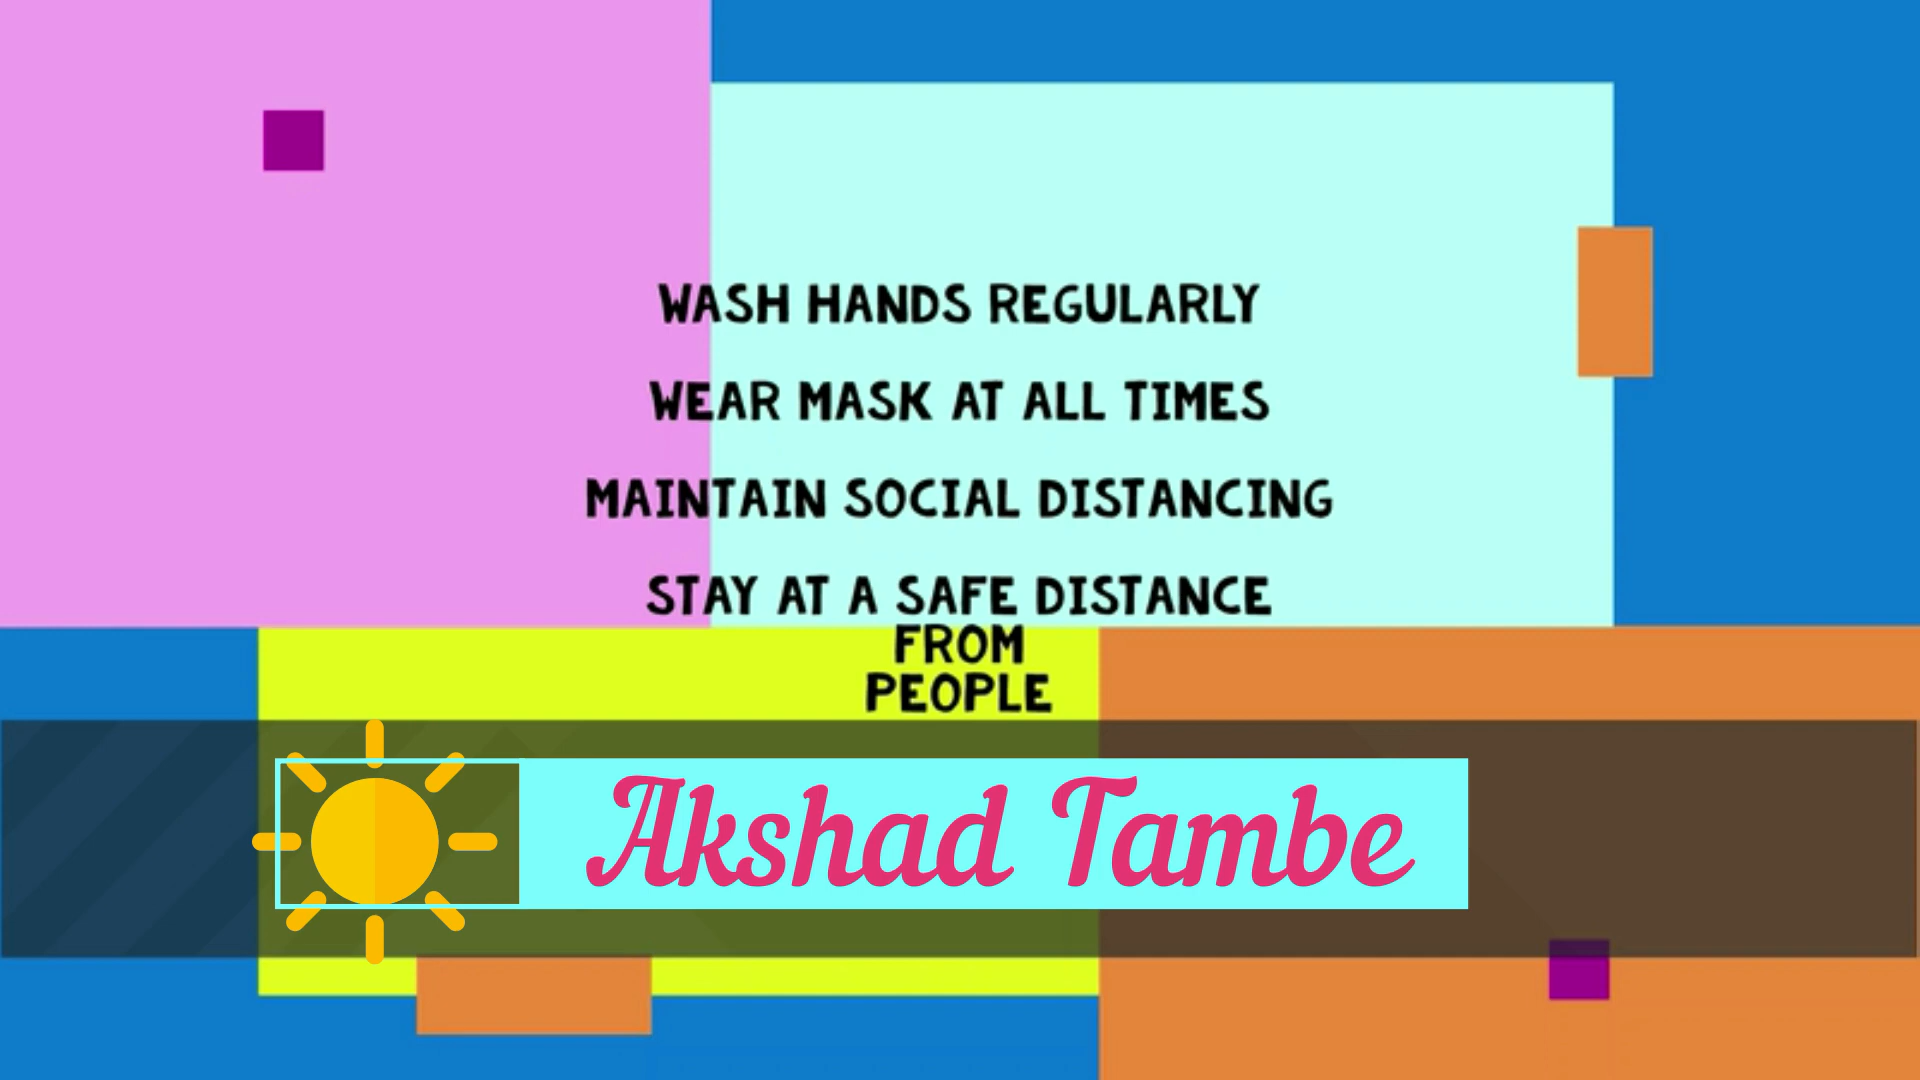 WASH HANDS REGULARLY
WEAR MASK AT ALL TIMES
MAINTAIN SOCIAL DISTANCING
STAY AT A SAFE DISTANCE
FROM
PEOPLE
Akshad Tambe